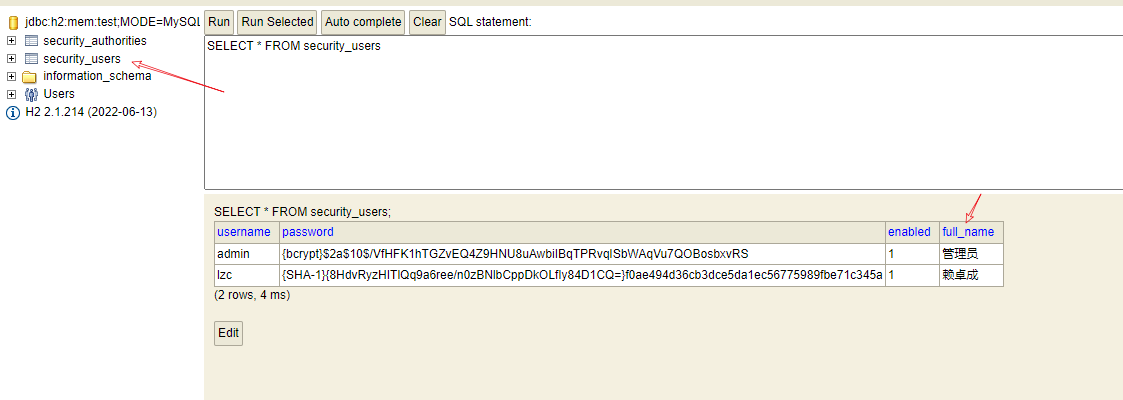 jdbc:h2:mem:test;MODE=MySQL
Run Run Selected Auto complete Clear SQL statement:
security_authorities
security_users
information_schema
Users
H2 2.1.214 (2022-06-13)
SELECT * FROM security_users
SELECT * FROM security_users;
username password enabled full_name
admin {bcrypt}$2a$10$/VfHFK1hTGZvEQ4Z9HNU8uAwbiIBqTPRvqlSbWAqVu7QOBosbxvRS 1 管理员
lzc {SHA-1}{8HdvRyzHITlQq9a6ree/n0zBNlbCppDkOLfly84D1CQ=}f0ae494d36cb3dce5da1ec56775989fbe71c345a 1 赖卓成
(2 rows, 4 ms)
Edit